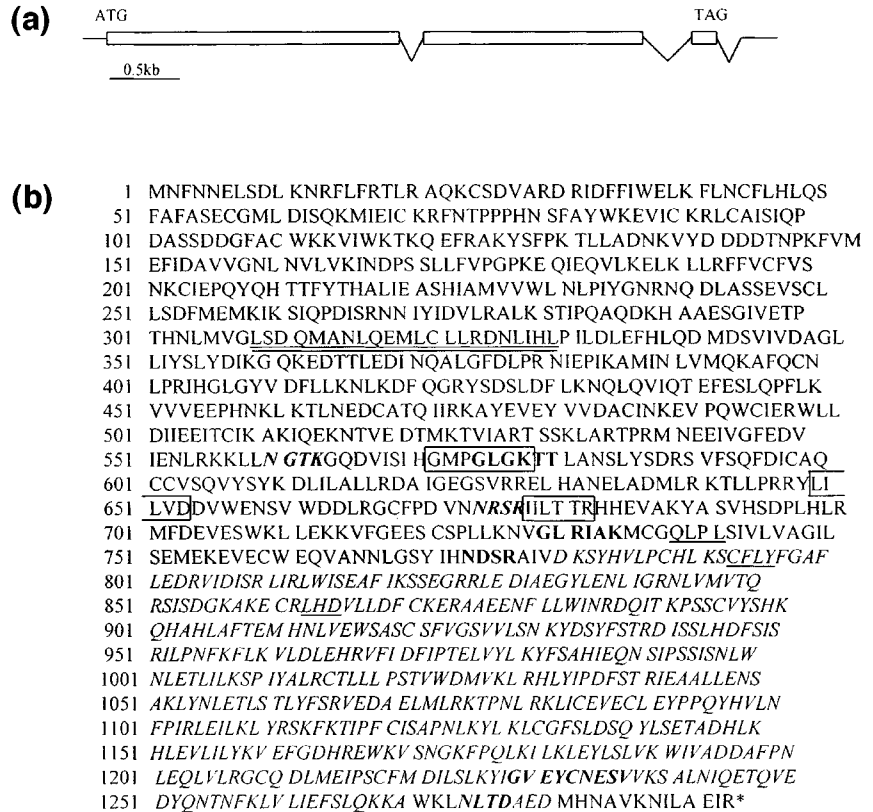 (a)
ATG TAG
0.5kb
(b)
1 MNFNNELSDL KNRFLFRTLR AQKCSDVARD RIDFFIWELK FLNCFLHLQS
51 FAFASECGML DISQKMIEIC KRFNTPPPHN SFAYWKEVIC KRLCAISIQP
101 DASSDDGFAC WKKVIWKTKQ EFRAKYSFPK TLLADNKVYD DDDTNPKFVM
151 EFIDAVVGNL NVLVKINDPS SLLFVPGPKE QIEQVLKELK LLRFFVCFVS
201 NKCIEPQYQH TTFYTHALIE ASHIAMVVWL NLPIYGNRNQ DLASSEVSCL
251 LSDFMEMKIK SIQPDISRNN IYIDVLRALK STIPQAQDKH AAESGIVETP
301 THNLMVGLSD QMANLQEMLC LLRDNLIHLP ILDLEFHLQD MDSVIVDAGL
351 LIYSLYDIKG QKEDTTLEDI NQALGFDLPR NIEPIKAMIN LVMQKAFQCN
401 LPRIHGLGYV DFLLKNLKDF QGRYSDSLDF LKNQLQVIQT EFESLQPFLK
451 VVVEEPHNKL KTLNEDCATQ IIRKAYEVEY VVDACINKEV PQWCIERWLL
501 DIIEEITCIK AKIQEKNTVE DTMKTVIART SSKLARTPRM NEEIVGFEDV
551 IENLRKKLLN GTKGQDVISI HGMPGLGKTT LANSLYSDRS VFSQFDICAQ
601 CCVSQVYSYK DLILALLRDA IGEGSVRREL HANELADMLR KTLLPRRYLI
651 LVDDVWENSV WDDLRGCFPD VNNRSRIILT TRHHEVAKYA SVHSDPLHLR
701 MFDEVESWKL LEKKVFGEES CSPLLKNVGL RIAKMCGQLPL SIVLVAGIL
751 SEMEKEVECW EQVANNLGSY IHNDSRAIVD KSYHVLPCHL KSCFLYFGAF
801 LEDRVIDISR LIRLWISEAF IKSSEGRRLE DIAEGYLENL IGRNLVMVTQ
851 RSISDGKAKE CRLHDVLLDF CKERAAEENF LLWINRDQIT KPSSCVYSHK
901 QHAHLAFTEM HNLVEWSASC SFVGSVVLSN KYDSYFSTRD ISSLHDFSIS
951 RILPNFKFLK VLDLEHRVFI DFIPTELVYL KYFSAHIEQN SIPSSISNLW
1001 NLETLILKSP IYALRCTLLL PSTVWDMVKL RHLYIPDFST RIEAALLENS
1051 AKLYNLETLS TLYFSRVEDA ELMLRKTPNL RKLICEVECL EYPPQYHVLN
1101 FPIRLEILKL YRSKFKTIPF CISAPNLKYL KLCGFSLDSQ YLSETADHLK
1151 HLEVLILYKV EFGDHREWKV SNGKFPQLKI LKLEYLSLVK WIVADDAFPN
1201 LEQLVLRGCQ DLMEIPSCFM DILSLKYIGV EYCNESVVKS ALNIQETQVE
1251 DYQNTNFKLV LIEFSLQKKA WKLNLTDAED MHNAVKNILA EIR*